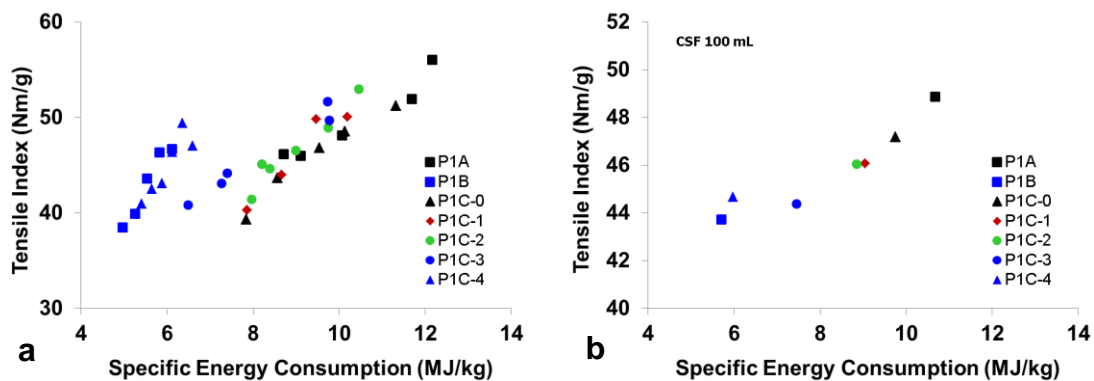 60
50
40
30
Tensile Index (Nm/g)
4
6
8
10
12
14
Specific Energy Consumption (MJ/kg)
P1A
P1B
P1C-0
P1C-1
P1C-2
P1C-3
P1C-4
a
52
50
48
46
44
42
40
Tensile Index (Nm/g)
CSF 100 mL
4
6
8
10
12
14
Specific Energy Consumption (MJ/kg)
P1A
P1B
P1C-0
P1C-1
P1C-2
P1C-3
P1C-4
b